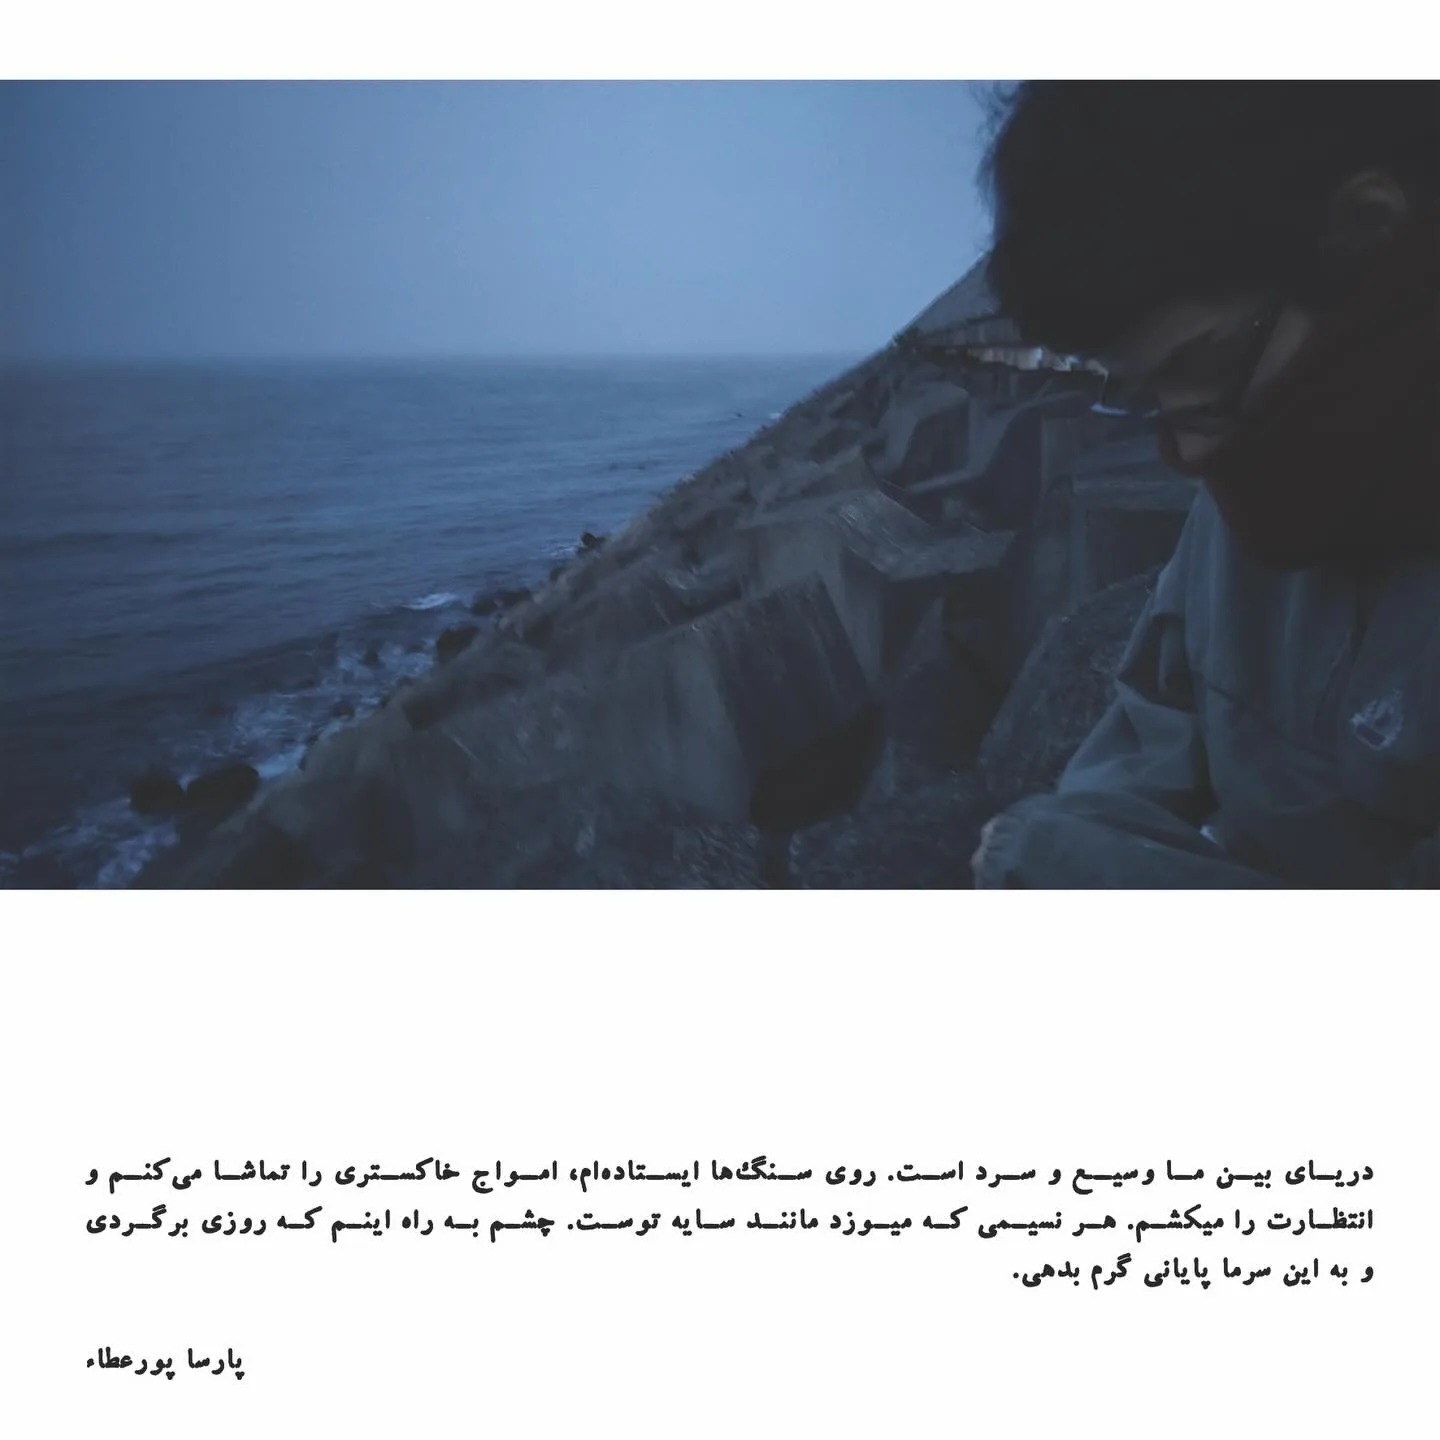 دریای بین ما وسیع و سرد است. روی سنگ‌ها ایستاده‌ام، امواج خاکستری را تماشا می‌کنم و
انتظارت را میکشم. هر نسیمی که میوزد مانند سایه توست. چشم به راه اینم که روزی برگردی
و به این سرما پایانی گرم بدهی.
پارسا پورعطاء